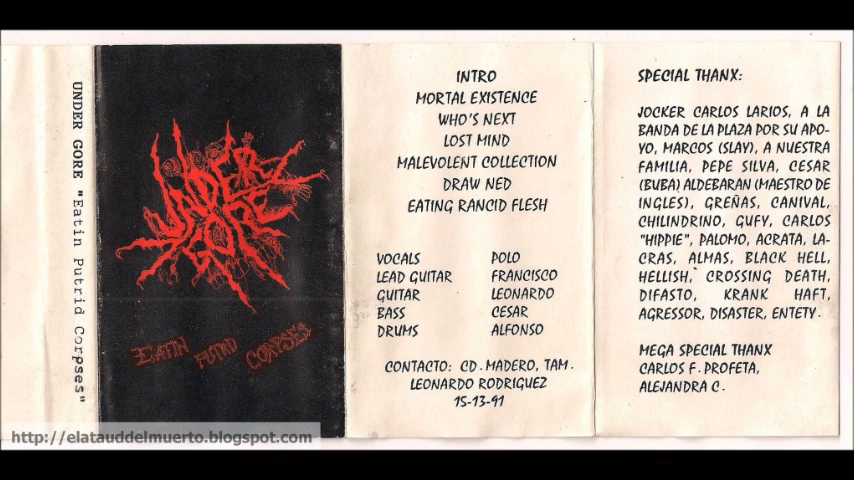 UNDER GORE "Eatin Putrid Corpses"
UNDER
GORE
EATIN PUTRID CORPSES
INTRO
MORTAL EXISTENCE
WHO'S NEXT
LOST MIND
MALEVOLENT COLLECTION
DRAW NED
EATING RANCID FLESH
VOCALS POLO
LEAD GUITAR FRANCISCO
GUITAR LEONARDO
BASS CESAR
DRUMS ALFONSO
CONTACTO: CD. MADERO, TAM.
LEONARDO RODRIGUEZ
15-13-91
SPECIAL THANX:
JOCKER CARLOS LARIOS, A LA
BANDA DE LA PLAZA POR SU APO-
YO, MARCOS (SLAY), A NUESTRA
FAMILIA, PEPE SILVA, CESAR
(BUBA) ALDEBARAN (MAESTRO DE
INGLES), GREÑAS, CANIVAL,
CHILINDRINO, GUFY, CARLOS
"HIPPIE", PALOMO, ACRATA, LA-
CRAS, ALMAS, BLACK HELL,
HELLISH, CROSSING DEATH,
DIFASTO, KRANK HAFT,
AGRESSOR, DISASTER, ENTETY.
MEGA SPECIAL THANX
CARLOS F. PROFETA,
ALEJANDRA C.
http://elatauddelmuerto.blogspot.com